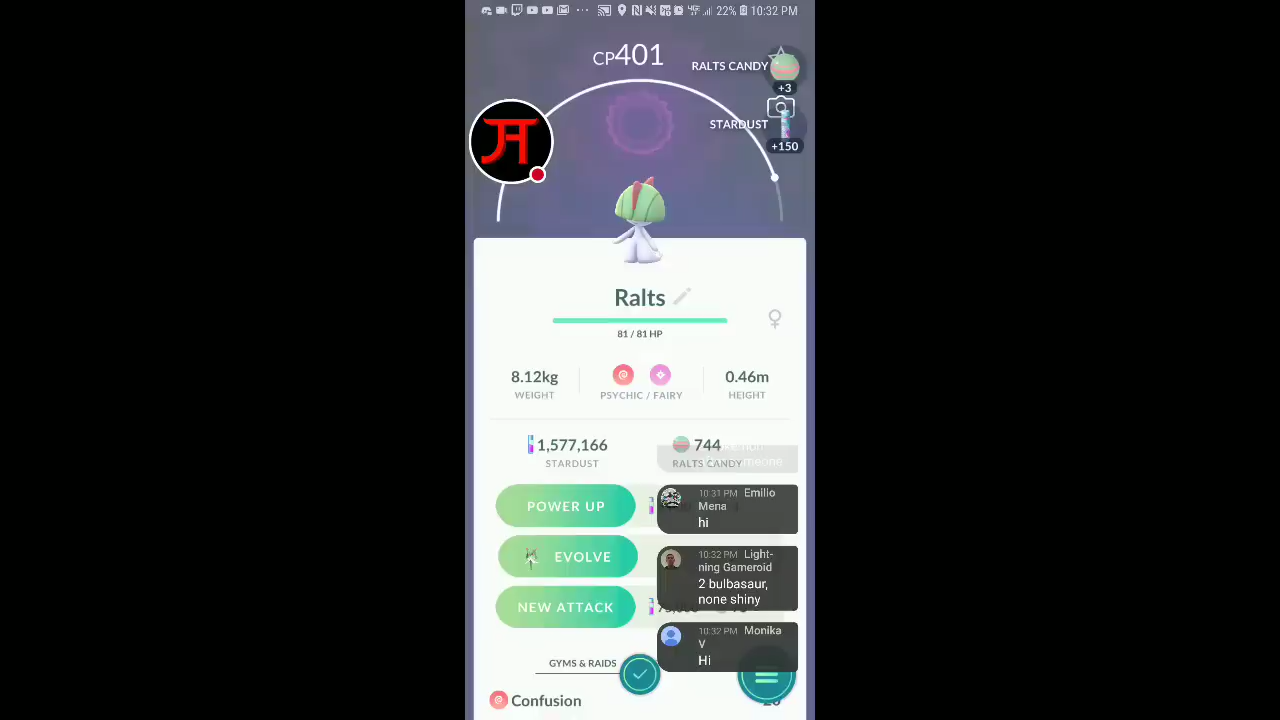 22% 10:32 PM
CP401
RALTS CANDY
+3
STARDUST
+150
Ralts
81 / 81 HP
8.12kg
WEIGHT
PSYCHIC / FAIRY
0.46m
HEIGHT
1,577,166
STARDUST
744
RALTS CANDY
POWER UP
10:31 PM Emilio
Mena
hi
EVOLVE
10:32 PM Light-
ning Gameroid
2 bulbasaur,
none shiny
NEW ATTACK
10:32 PM Monika
V
Hi
GYMS & RAIDS
Confusion